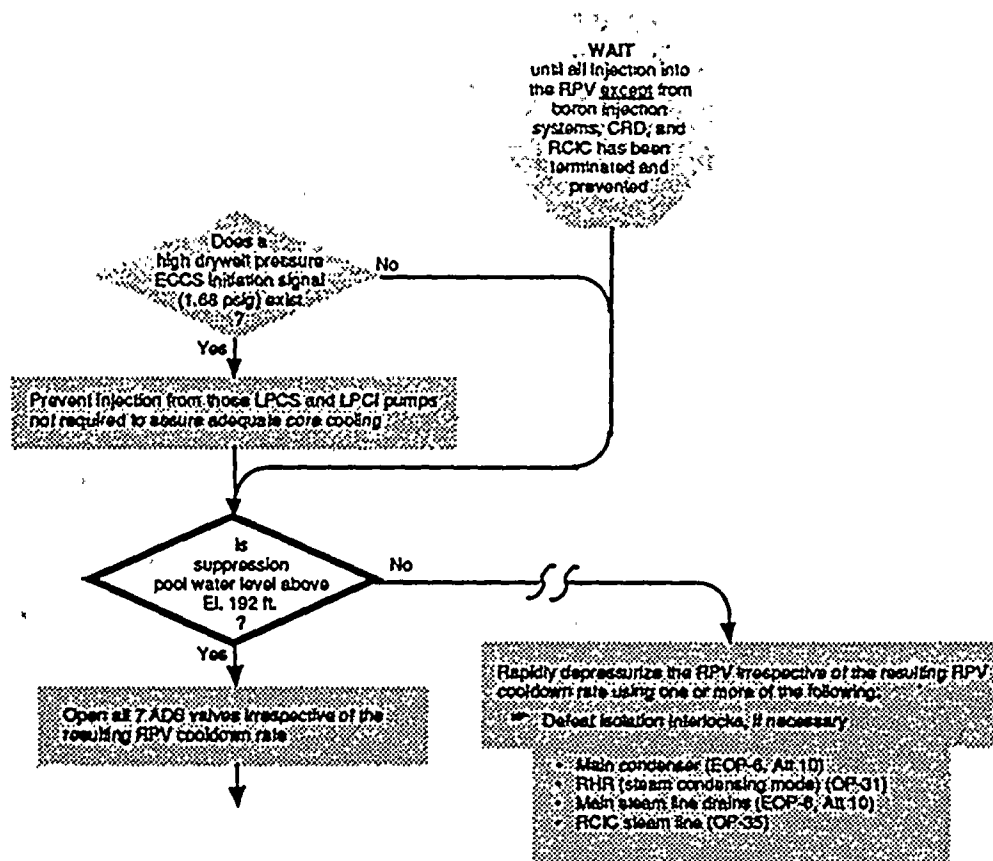 WAIT
until all injection into
the RPV except from
boron injection
systems, CRD, and
RCIC has been
terminated and
prevented
Does a
high drywell pressure
ECCS initiation signal
(1.68 psig) exist
?
No
Yes
Prevent injection from those LPCS and LPCI pumps
not required to assure adequate core cooling
Is
suppression
pool water level above
El. 192 ft.
?
No
Yes
Open all 7 ADS valves irrespective of the
resulting RPV cooldown rate
Rapidly depressurize the RPV irrespective of the resulting RPV
cooldown rate using one or more of the following:
Defeat isolation interlocks, if necessary
• Main condenser (EOP-6, Att 10)
• RHR (steam condensing mode) (OP-31)
• Main steam line drains (EOP-6, Att 10)
• RCIC steam line (OP-35)